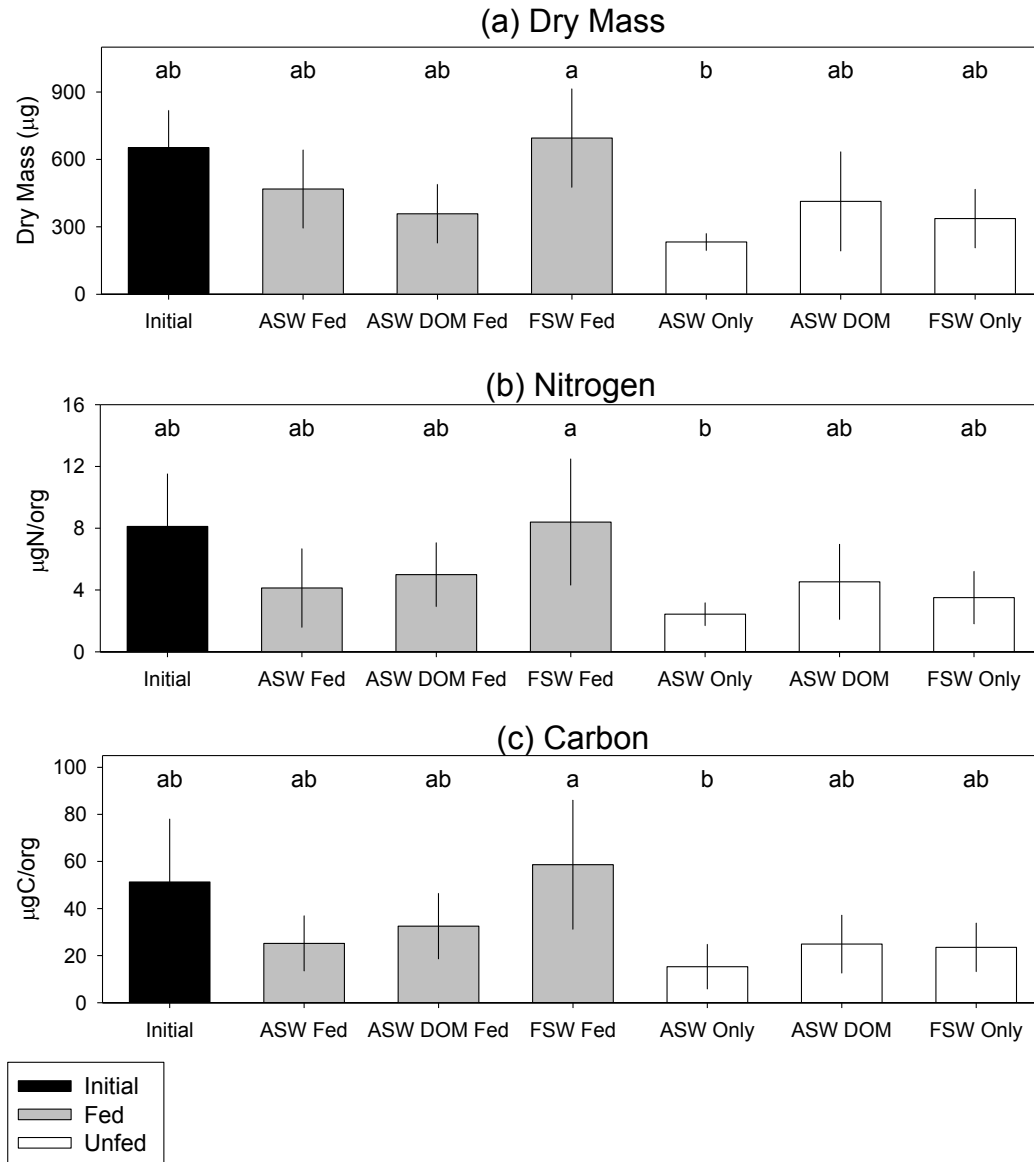 (a) Dry Mass
ab ab ab a b ab ab
900
600
300
0
Dry Mass (µg)
Initial ASW Fed ASW DOM Fed FSW Fed ASW Only ASW DOM FSW Only
(b) Nitrogen
16
ab ab ab a b ab ab
12
8
4
0
µgN/org
Initial ASW Fed ASW DOM Fed FSW Fed ASW Only ASW DOM FSW Only
(c) Carbon
100
ab ab ab a b ab ab
80
60
40
20
0
µgC/org
Initial ASW Fed ASW DOM Fed FSW Fed ASW Only ASW DOM FSW Only
Initial
Fed
Unfed